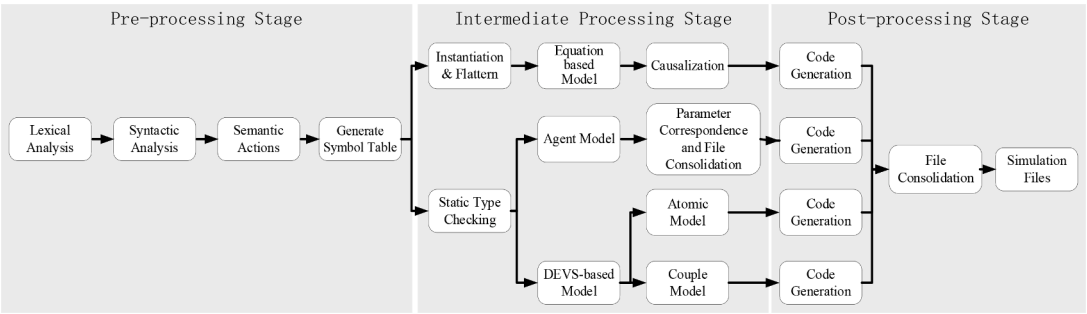 Pre-processing Stage
Intermediate Processing Stage
Post-processing Stage
Lexical
Analysis
Syntactic
Analysis
Semantic
Actions
Generate
Symbol Table
Instantiation
& Flattern
Equation
based
Model
Causalization
Code
Generation
Agent Model
Parameter
Correspondence
and File
Consolidation
Code
Generation
Static Type
Checking
Atomic
Model
Code
Generation
DEVS-based
Model
Couple
Model
Code
Generation
File
Consolidation
Simulation
Files